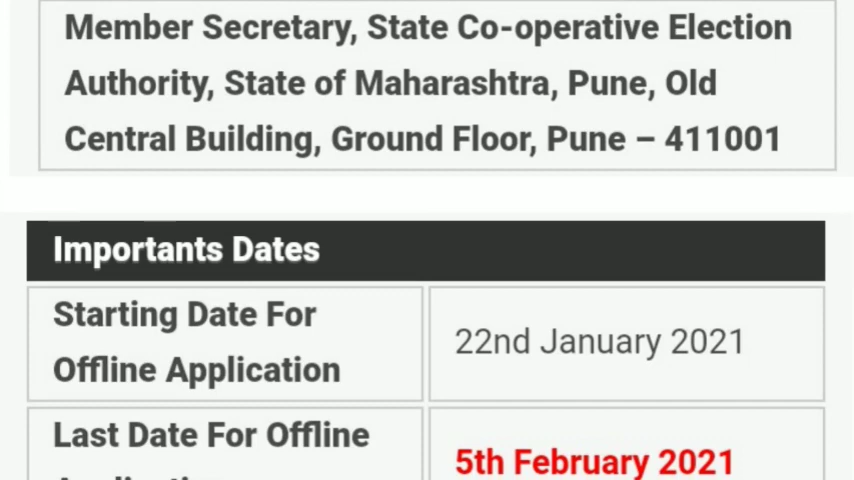 Member Secretary, State Co-operative Election
Authority, State of Maharashtra, Pune, Old
Central Building, Ground Floor, Pune – 411001
Importants Dates
Starting Date For
Offline Application
22nd January 2021
Last Date For Offline
5th February 2021